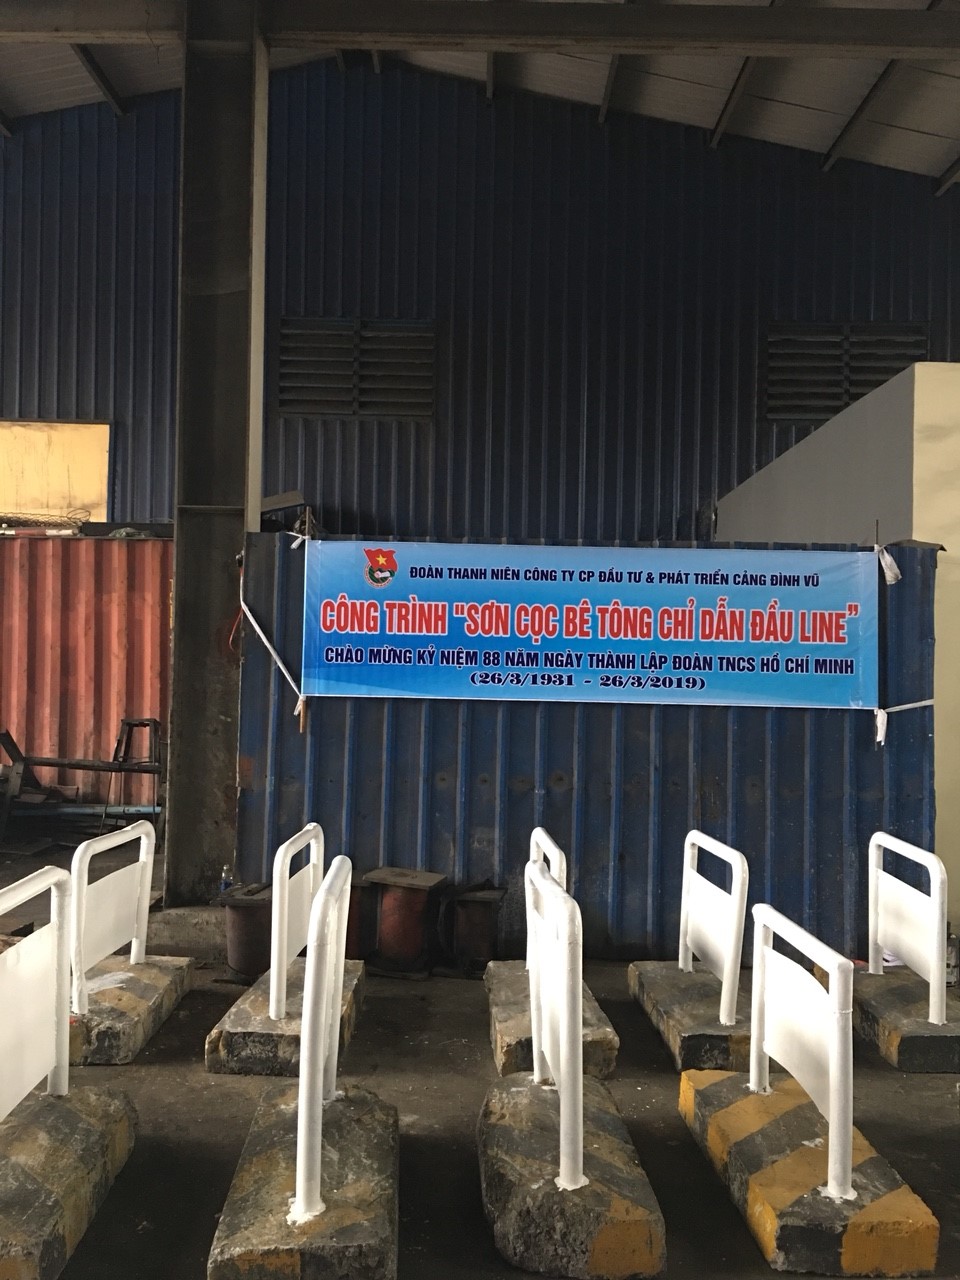 ĐOÀN THANH NIÊN CÔNG TY CP ĐẦU TƯ & PHÁT TRIỂN CẢNG ĐÌNH VŨ
CÔNG TRÌNH "SƠN CỌC BÊ TÔNG CHỈ DẪN ĐẦU LINE"
CHÀO MỪNG KỶ NIỆM 88 NĂM NGÀY THÀNH LẬP ĐOÀN TNCS HỒ CHÍ MINH
(26/3/1931 - 26/3/2019)